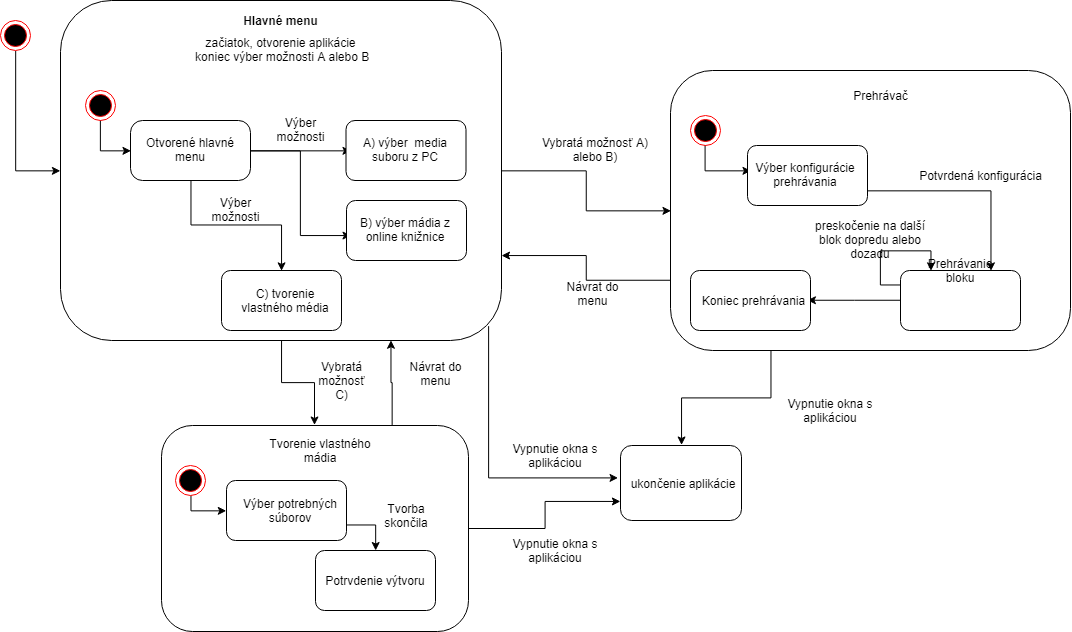 Hlavné menu
začiatok, otvorenie aplikácie
koniec výber možnosti A alebo B
Otvorené hlavné
menu
Výber
možnosti
A) výber media
suboru z PC
B) výber mádia z
online knižnice
Výber
možnosti
C) tvorenie
vlastného média
Vybratá možnosť A)
alebo B)
Návrat do
menu
Prehrávač
Výber konfigurácie
prehrávania
Potvrdená konfigurácia
preskočenie na další
blok dopredu alebo
dozadu
Prehrávanie
bloku
Koniec prehrávania
Vybratá
možnosť
C)
Návrat do
menu
Tvorenie vlastného
mádia
Výber potrebných
súborov
Tvorba
skončila
Potrvdenie výtvoru
Vypnutie okna s
aplikáciou
Vypnutie okna s
aplikáciou
Vypnutie okna s
aplikáciou
ukončenie aplikácie